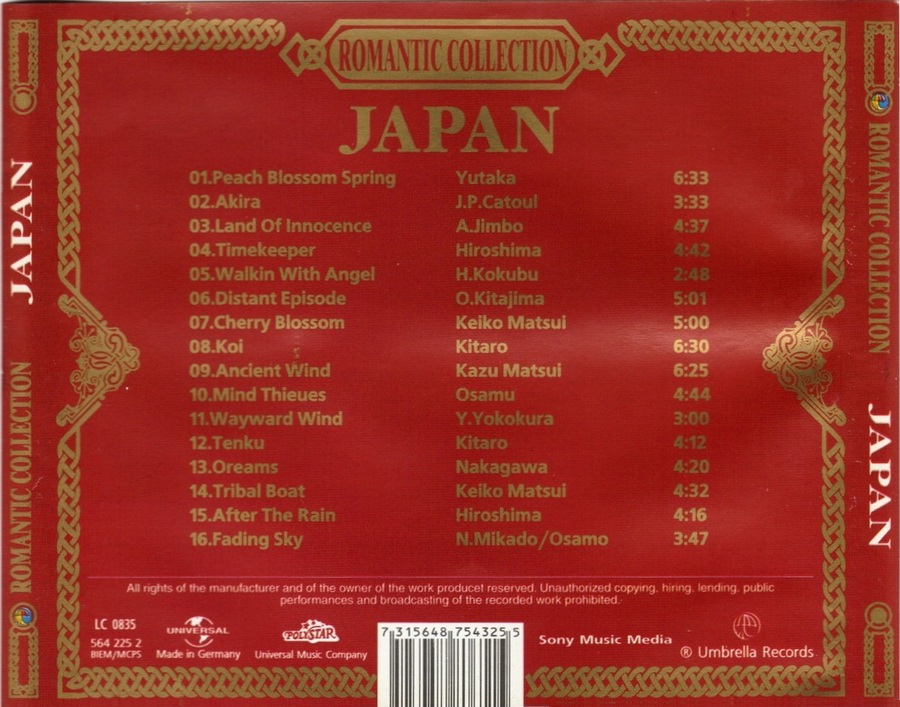 ROMANTIC COLLECTION
JAPAN
01.Peach Blossom Spring Yutaka 6:33
02.Akira J.P.Catoul 3:33
03.Land Of Innocence A.Jimbo 4:37
04.Timekeeper Hiroshima 4:42
05.Walkin With Angel H.Kokubu 2:48
06.Distant Episode O.Kitajima 5:01
07.Cherry Blossom Keiko Matsui 5:00
08.Koi Kitaro 6:30
09.Ancient Wind Kazu Matsui 6:25
10.Mind Thieues Osamu 4:44
11.Wayward Wind Y.Yokokura 3:00
12.Tenku Kitaro 4:12
13.Oreams Nakagawa 4:20
14.Tribal Boat Keiko Matsui 4:32
15.After The Rain Hiroshima 4:16
16.Fading Sky N.Mikado/Osamo 3:47
All rights of the manufacturer and of the owner of the work producet reserved. Unauthorized copying, hiring, lending, public
performances and broadcasting of the recorded work prohibited.
LC 0835
564 225 2
BIEM/MCPS
UNIVERSAL
Made in Germany
POLYSTAR
Universal Music Company
7 315648 754325 5
Sony Music Media
® Umbrella Records
JAPAN
ROMANTIC COLLECTION
ROMANTIC COLLECTION
JAPAN